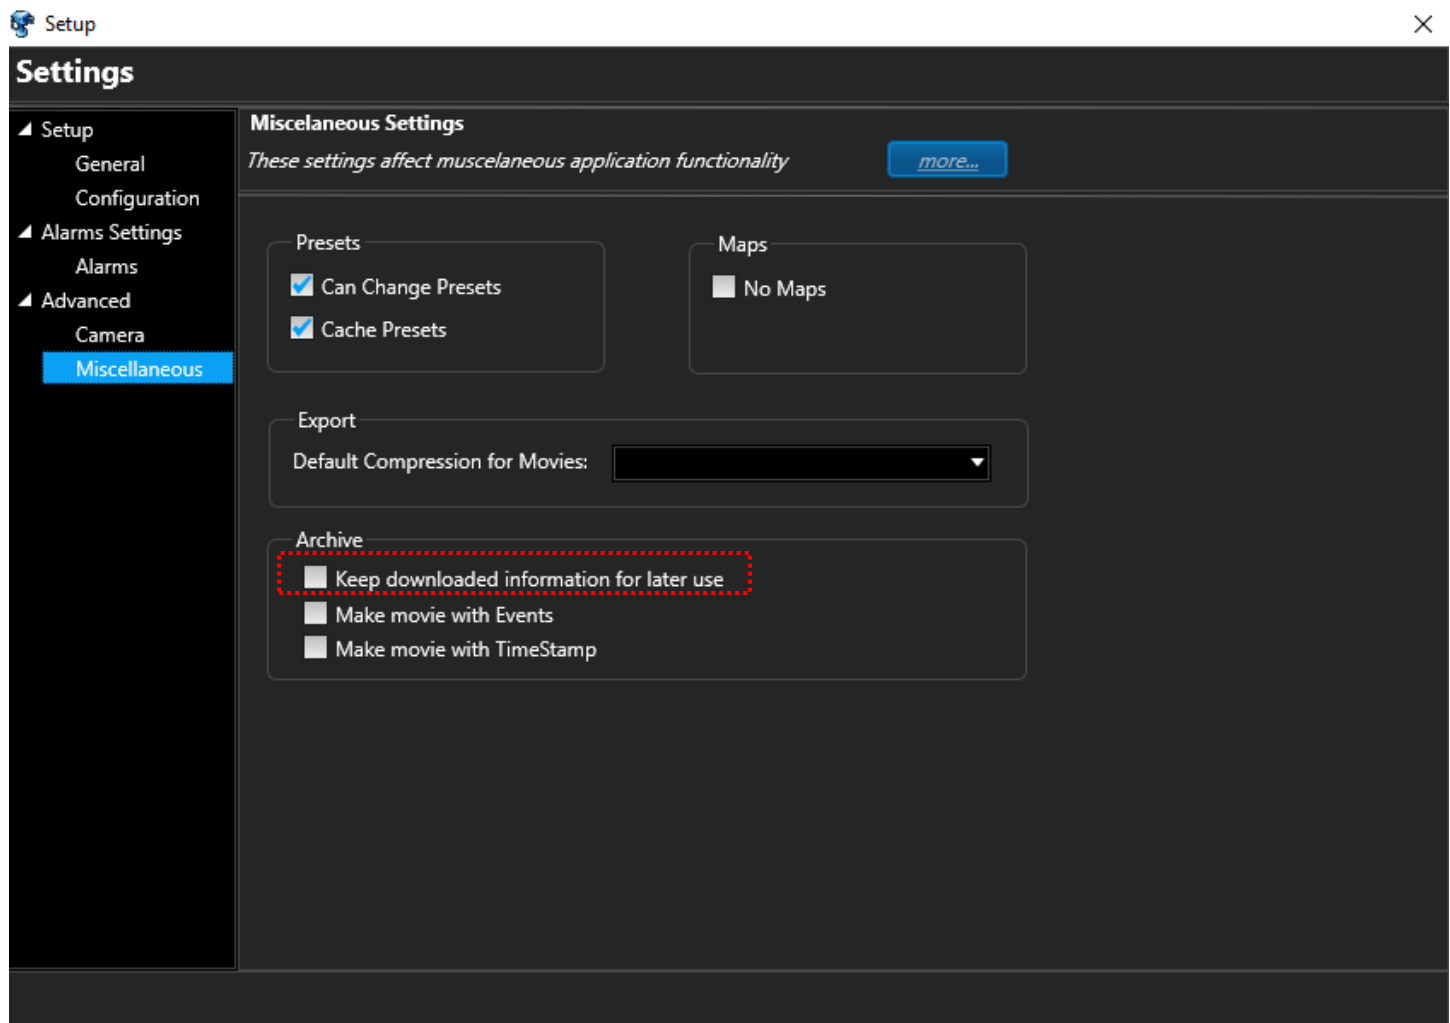 Setup
Settings
Setup
General
Configuration
Alarms Settings
Alarms
Advanced
Camera
Miscellaneous
Miscelaneous Settings
These settings affect muscelaneous application functionality
more...
Presets
Can Change Presets
Cache Presets
Maps
No Maps
Export
Default Compression for Movies:
Archive
Keep downloaded information for later use
Make movie with Events
Make movie with TimeStamp